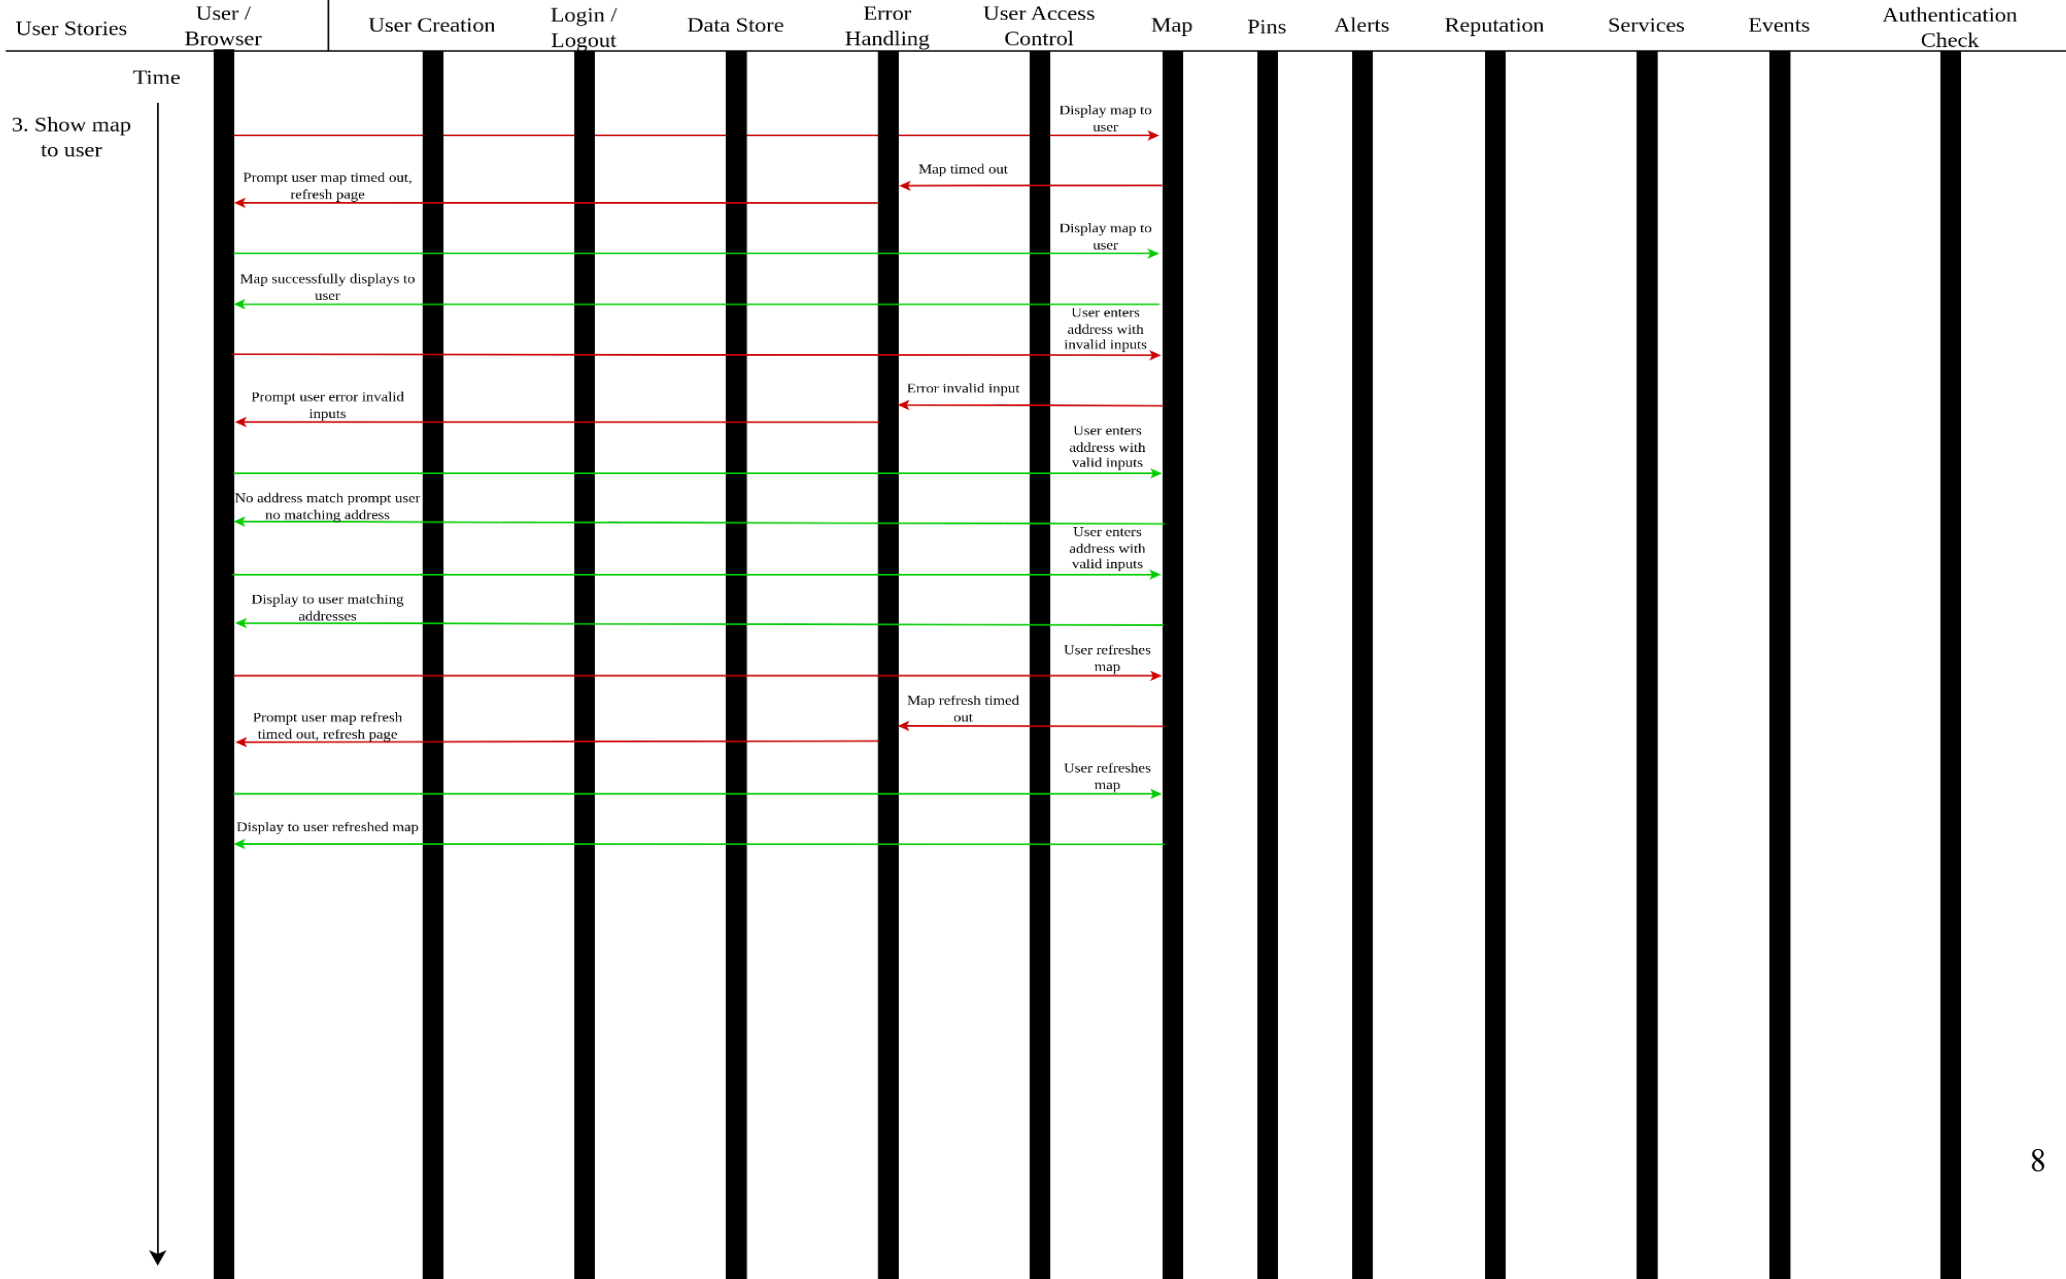 User Stories
User /
Browser
User Creation
Login /
Logout
Data Store
Error
Handling
User Access
Control
Map
Pins
Alerts
Reputation
Services
Events
Authentication
Check
Time
3. Show map
to user
Display map to
user
Map timed out
Prompt user map timed out,
refresh page
Display map to
user
Map successfully displays to
user
User enters
address with
invalid inputs
Error invalid input
Prompt user error invalid
inputs
User enters
address with
valid inputs
No address match prompt user
no matching address
User enters
address with
valid inputs
Display to user matching
addresses
User refreshes
map
Map refresh timed
out
Prompt user map refresh
timed out, refresh page
User refreshes
map
Display to user refreshed map
8